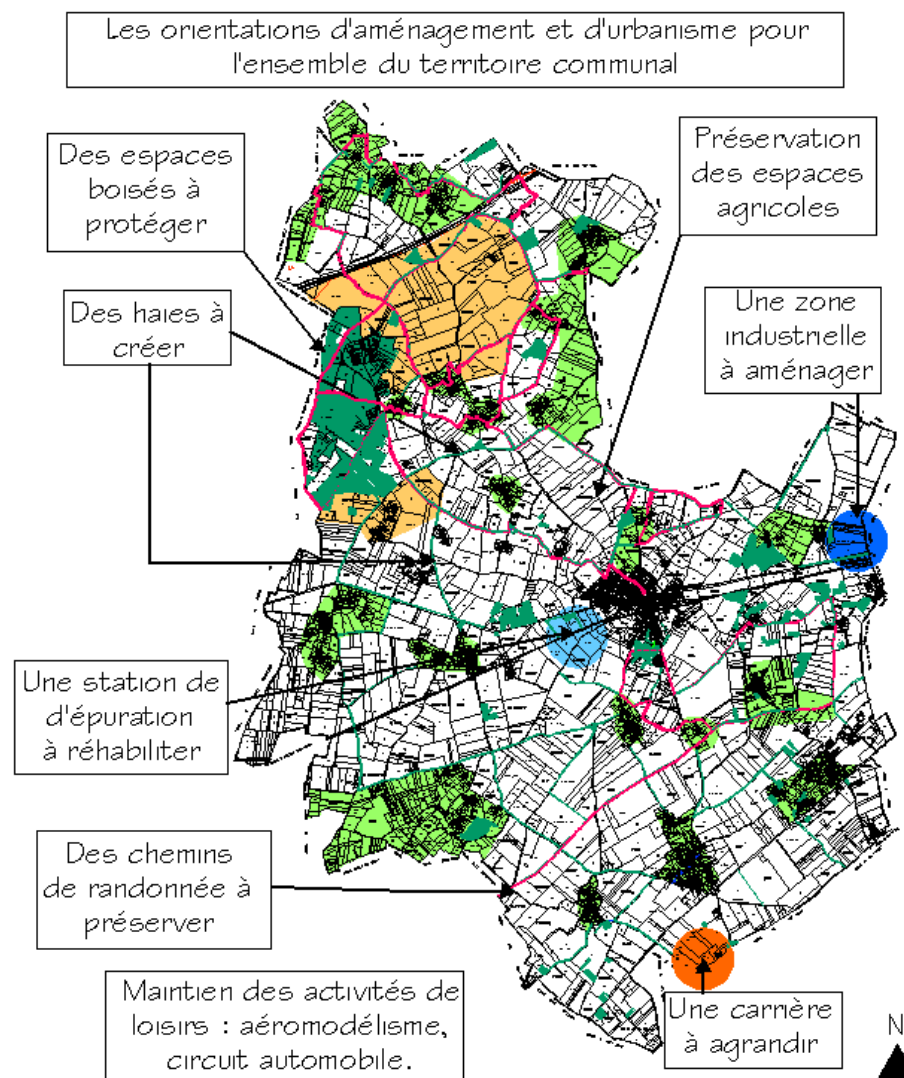 Les orientations d'aménagement et d'urbanisme pour
l'ensemble du territoire communal
Des espaces
boisés à
protéger
Préservation
des espaces
agricoles
Des haies à
créer
Une zone
industrielle
à aménager
Une station de
d'épuration
à réhabiliter
Des chemins
de randonnée à
préserver
Maintien des activités de
loisirs : aéromodélisme,
circuit automobile.
Une carrière
à agrandir
N